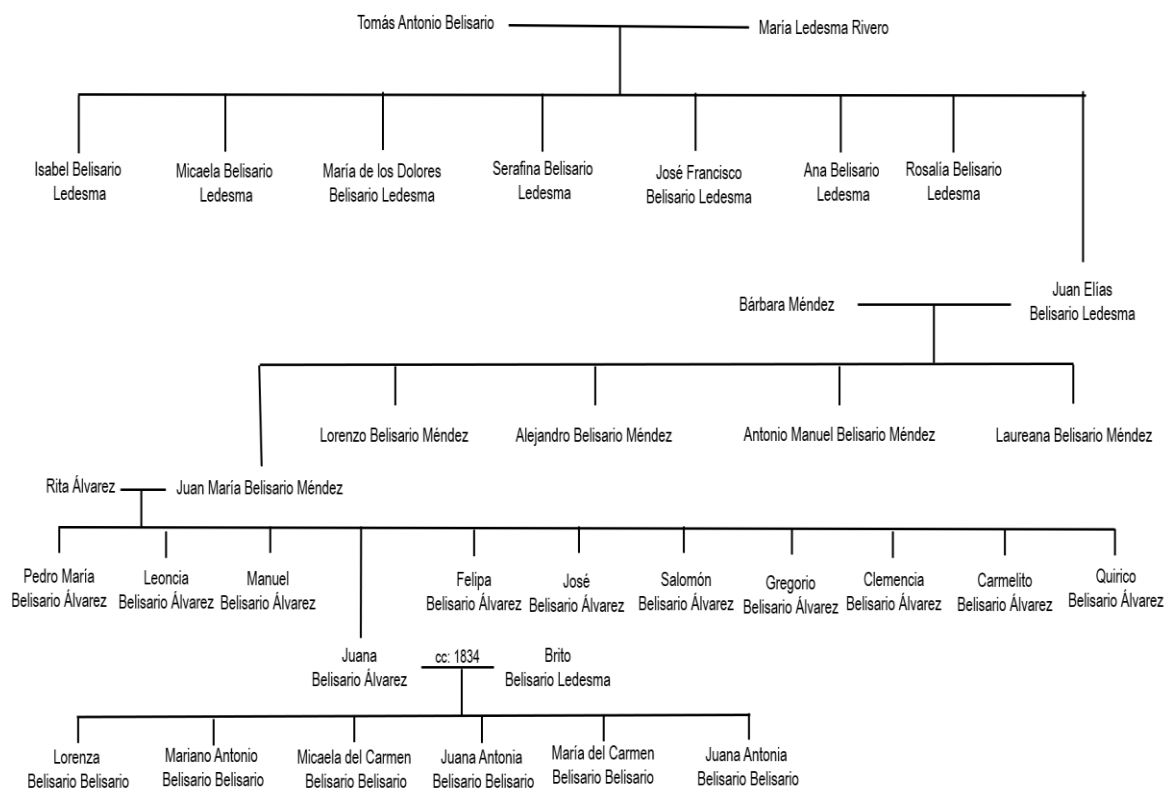 Tomás Antonio Belisario
María Ledesma Rivero
Isabel Belisario
Ledesma
Micaela Belisario
Ledesma
María de los Dolores
Belisario Ledesma
Serafina Belisario
Ledesma
José Francisco
Belisario Ledesma
Ana Belisario
Ledesma
Rosalía Belisario
Ledesma
Bárbara Méndez
Juan Elías
Belisario Ledesma
Lorenzo Belisario Méndez
Alejandro Belisario Méndez
Antonio Manuel Belisario Méndez
Laureana Belisario Méndez
Rita Álvarez
Juan María Belisario Méndez
Pedro María
Belisario Álvarez
Leoncia
Belisario Álvarez
Manuel
Belisario Álvarez
Felipa
Belisario Álvarez
José
Belisario Álvarez
Salomón
Belisario Álvarez
Gregorio
Belisario Álvarez
Clemencia
Belisario Álvarez
Carmelito
Belisario Álvarez
Quirico
Belisario Álvarez
Juana
Belisario Álvarez
cc: 1834
Brito
Belisario Ledesma
Lorenza
Belisario Belisario
Mariano Antonio
Belisario Belisario
Micaela del Carmen
Belisario Belisario
Juana Antonia
Belisario Belisario
María del Carmen
Belisario Belisario
Juana Antonia
Belisario Belisario